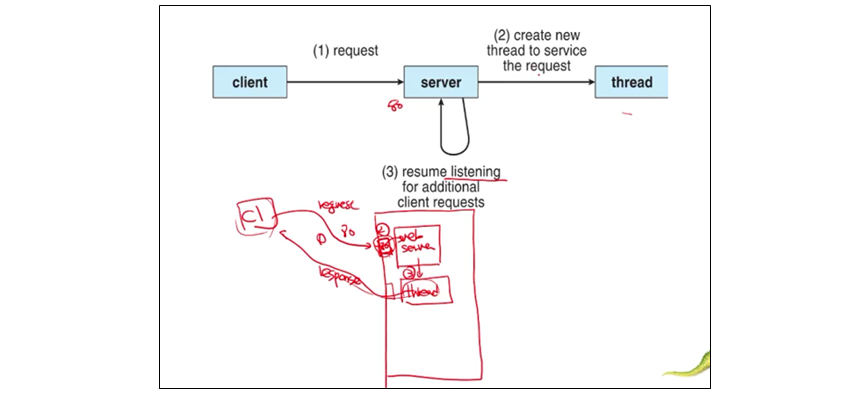 (1) request
(2) create new
thread to service
the request
client
server
thread
80
(3) resume listening
for additional
client requests
request
C1
80
①
②
web
server
③
thread
response